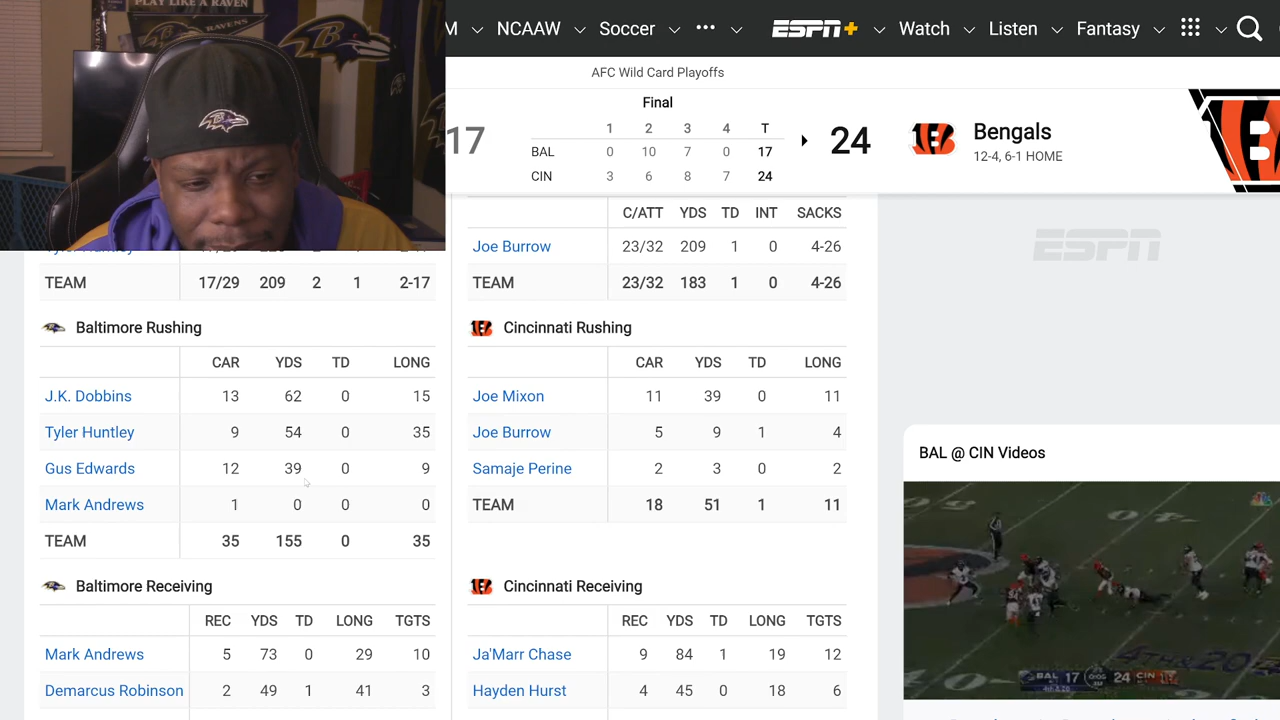 PLAY LIKE A RAVEN
RAVENS
M NCAAW Soccer ••• ESPN+ Watch Listen Fantasy
AFC Wild Card Playoffs
Final
17 24 Bengals
12-4, 6-1 HOME
1 2 3 4 T
BAL 0 10 7 0 17
CIN 3 6 8 7 24
TEAM 17/29 209 2 1 2-17
C/ATT YDS TD INT SACKS
Joe Burrow 23/32 209 1 0 4-26
TEAM 23/32 183 1 0 4-26
Baltimore Rushing
CAR YDS TD LONG
J.K. Dobbins 13 62 0 15
Tyler Huntley 9 54 0 35
Gus Edwards 12 39 0 9
Mark Andrews 1 0 0 0
TEAM 35 155 0 35
Cincinnati Rushing
CAR YDS TD LONG
Joe Mixon 11 39 0 11
Joe Burrow 5 9 1 4
Samaje Perine 2 3 0 2
TEAM 18 51 1 11
Baltimore Receiving
REC YDS TD LONG TGTS
Mark Andrews 5 73 0 29 10
Demarcus Robinson 2 49 1 41 3
Cincinnati Receiving
REC YDS TD LONG TGTS
Ja'Marr Chase 9 84 1 19 12
Hayden Hurst 4 45 0 18 6
ESPN
BAL @ CIN Videos
BAL 17 24 CIN